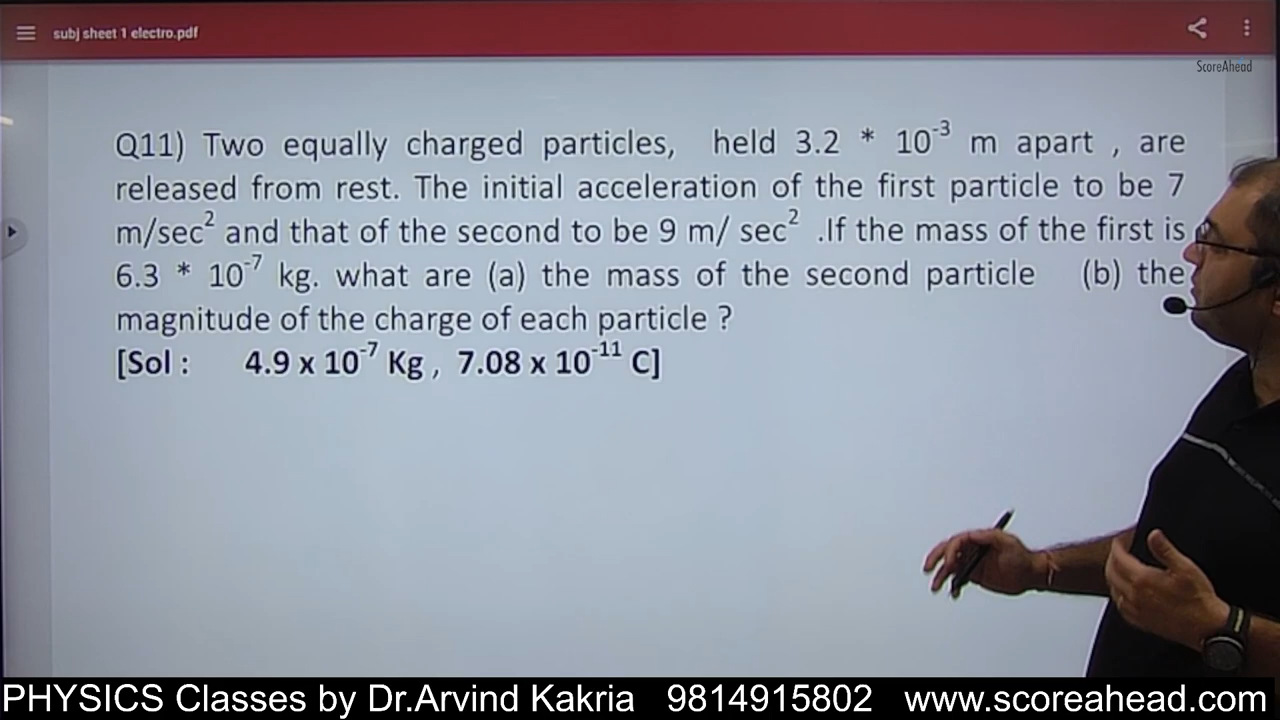 subj sheet 1 electro.pdf
ScoreAhead
Q11) Two equally charged particles, held 3.2 * 10⁻³ m apart , are
released from rest. The initial acceleration of the first particle to be 7
m/sec² and that of the second to be 9 m/ sec² .If the mass of the first is
6.3 * 10⁻⁷ kg. what are (a) the mass of the second particle (b) the
magnitude of the charge of each particle ?
[Sol : 4.9 x 10⁻⁷ Kg , 7.08 x 10⁻¹¹ C]
PHYSICS Classes by Dr.Arvind Kakria 9814915802 www.scoreahead.com